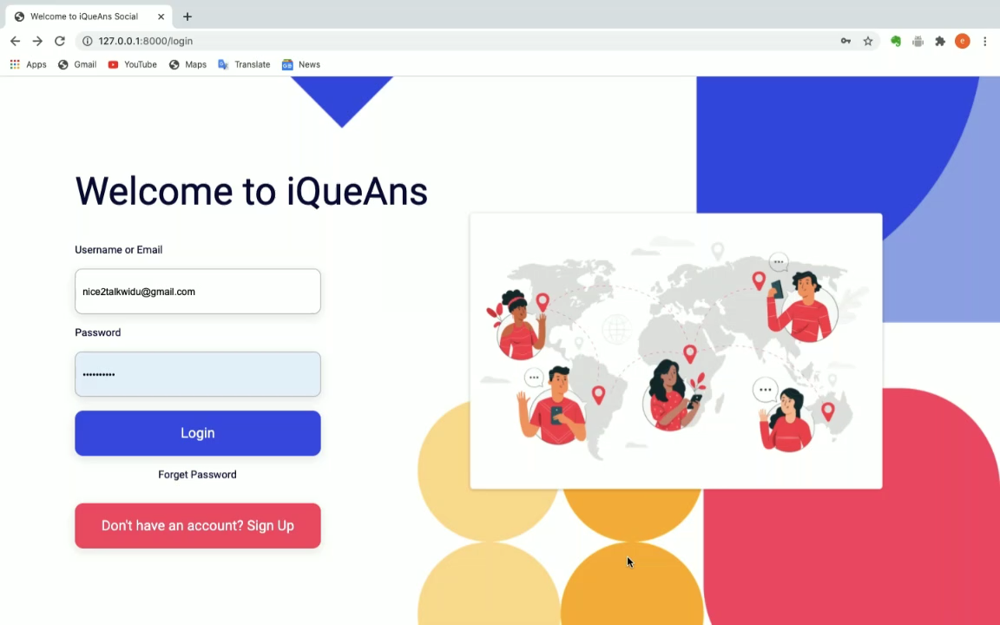 Welcome to iQueAns Social
127.0.0.1:8000/login
e
Apps Gmail YouTube Maps Translate News
Welcome to iQueAns
Username or Email
nice2talkwidu@gmail.com
Password
••••••••••
Login
Forget Password
Don't have an account? Sign Up